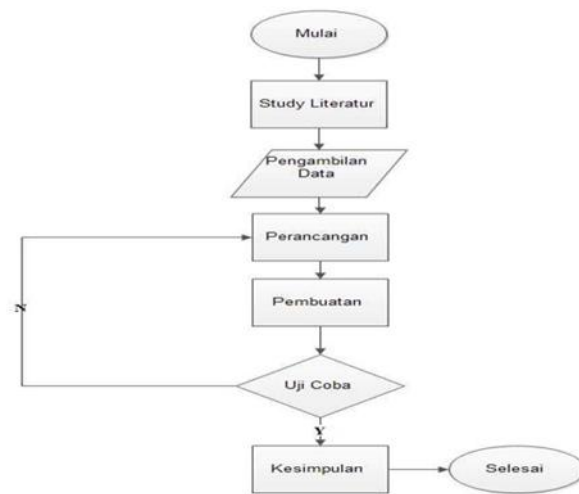 Mulai
Study Literatur
Pengambilan
Data
Perancangan
Pembuatan
N
Uji Coba
Y
Kesimpulan
Selesai